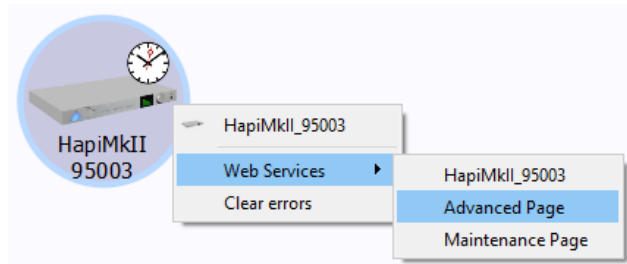 HapiMkII
95003
HapiMkII_95003
Web Services
Clear errors
HapiMkII_95003
Advanced Page
Maintenance Page